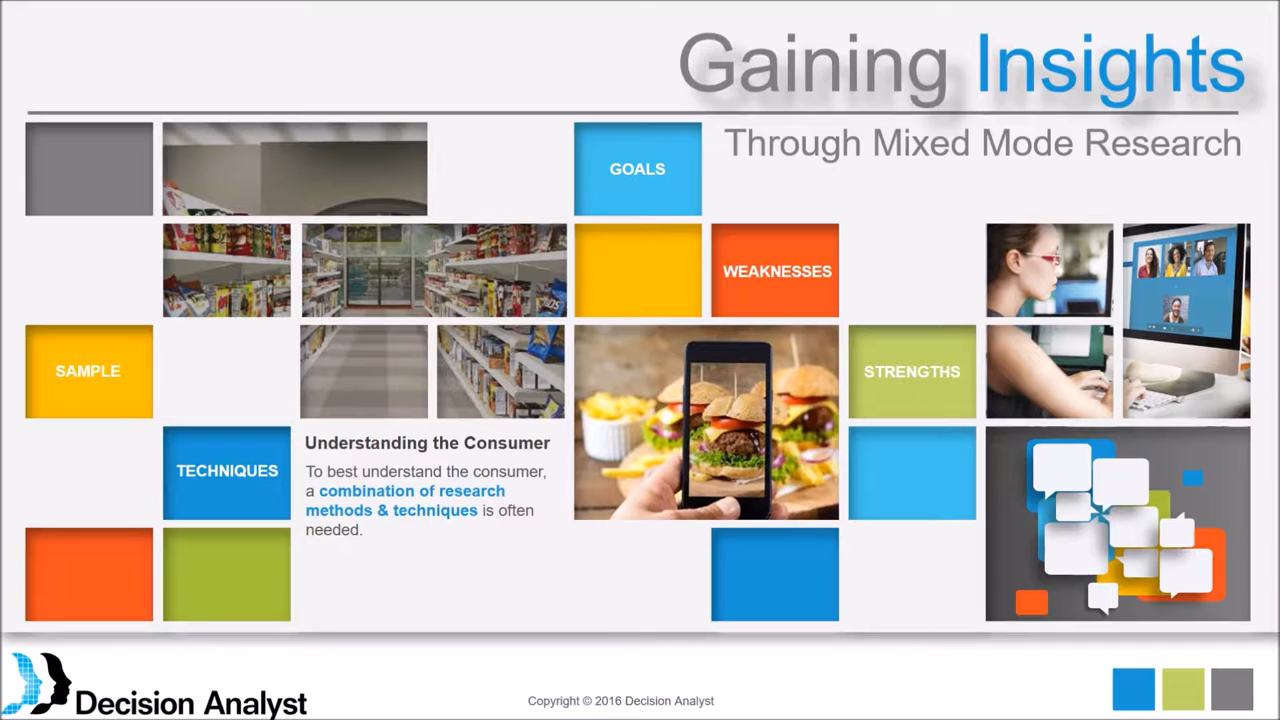 Gaining Insights
Through Mixed Mode Research
GOALS
WEAKNESSES
SAMPLE
STRENGTHS
TECHNIQUES
Understanding the Consumer
To best understand the consumer,
a combination of research
methods & techniques is often
needed.
Decision Analyst
Copyright © 2016 Decision Analyst